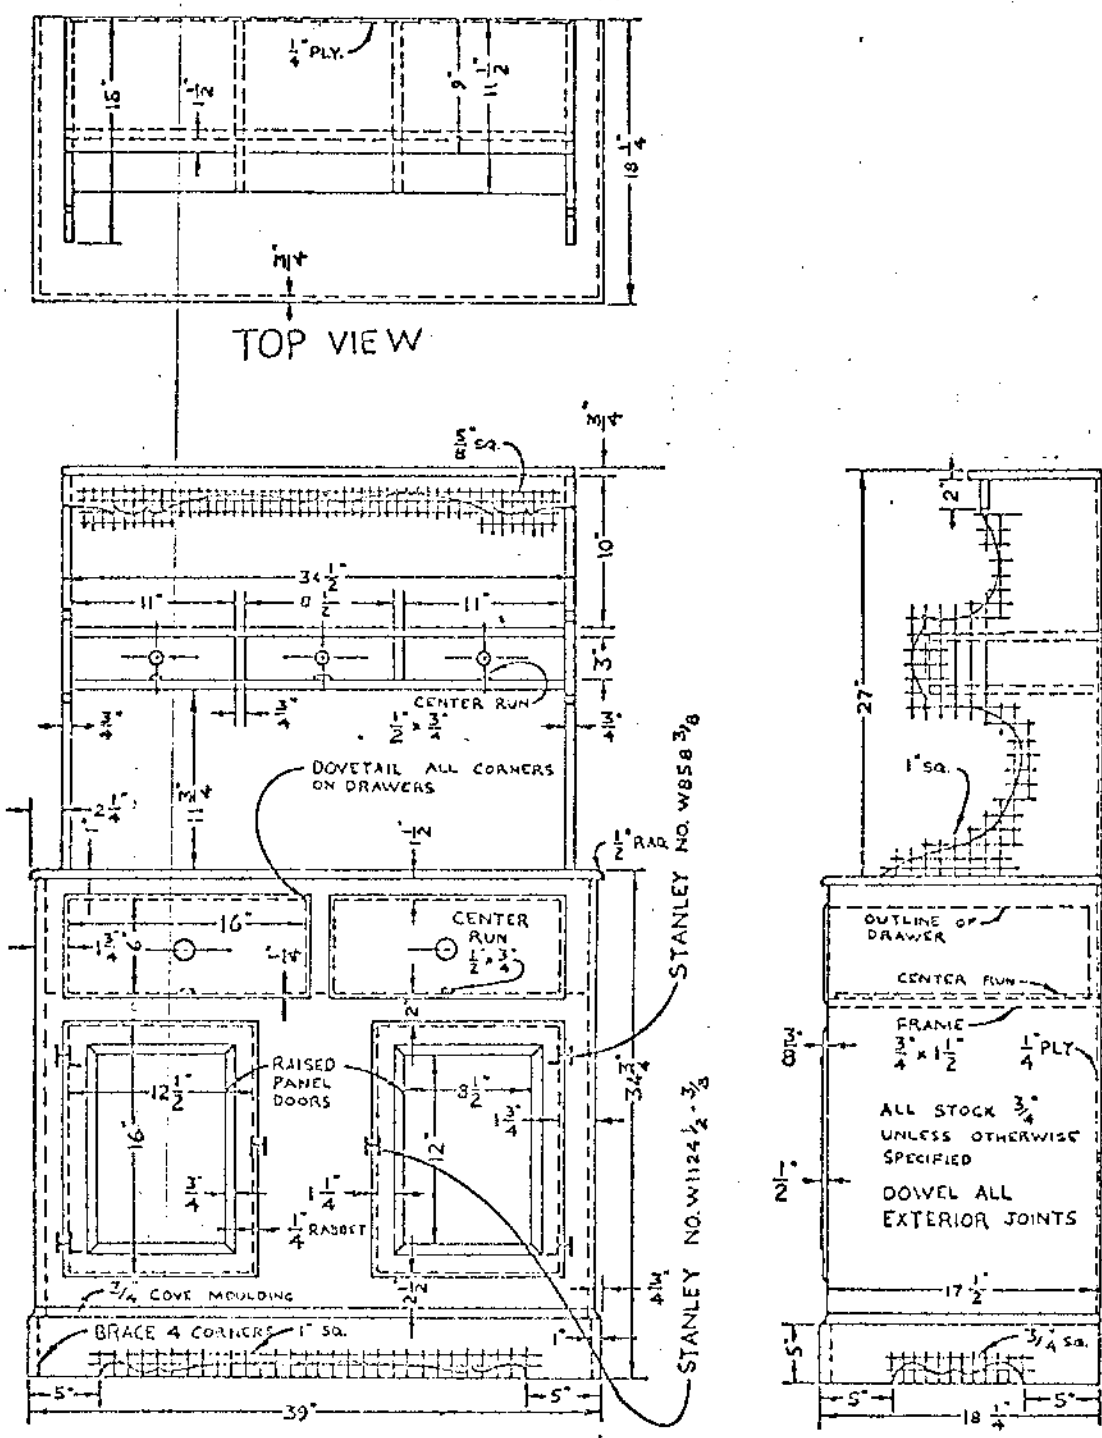 1/4" PLY.
15"
1/2"
9"
11 1/2"
18 1/4"
3/4"
TOP VIEW
3/4"
5/8" SQ.
10"
34 1/2"
11"
8 1/2"
11"
3"
CENTER RUN
3/4"
3/4"
1/2" x 3/4"
3/4"
DOVETAIL ALL CORNERS
ON DRAWERS
2 1/4"
1"
11 3/4"
1/2"
1/2" RAD.
STANLEY NO. W858 3/8
16"
1 3/4"
6"
1/4"
CENTER
RUN
1/2" x 3/4"
2"
RAISED
PANEL
DOORS
12 1/2"
16"
8 1/2"
12"
1 3/4"
34 3/4"
3/4"
1 1/4"
1/4" RABBET
2 1/2"
3/4"
3/4 COVE MOULDING
BRACE 4 CORNERS
1" SQ.
1"
5"
5"
39"
STANLEY NO. W1124 1/2 - 3/8
2"
27"
1" SQ.
OUTLINE OF
DRAWER
CENTER RUN
FRAME
3/4" x 1 1/2"
1/4" PLY
3/8"
ALL STOCK 3/4"
UNLESS OTHERWISE
SPECIFIED
1/2"
DOWEL ALL
EXTERIOR JOINTS
17 1/2"
5"
3/4" SQ.
5"
5"
18 1/4"